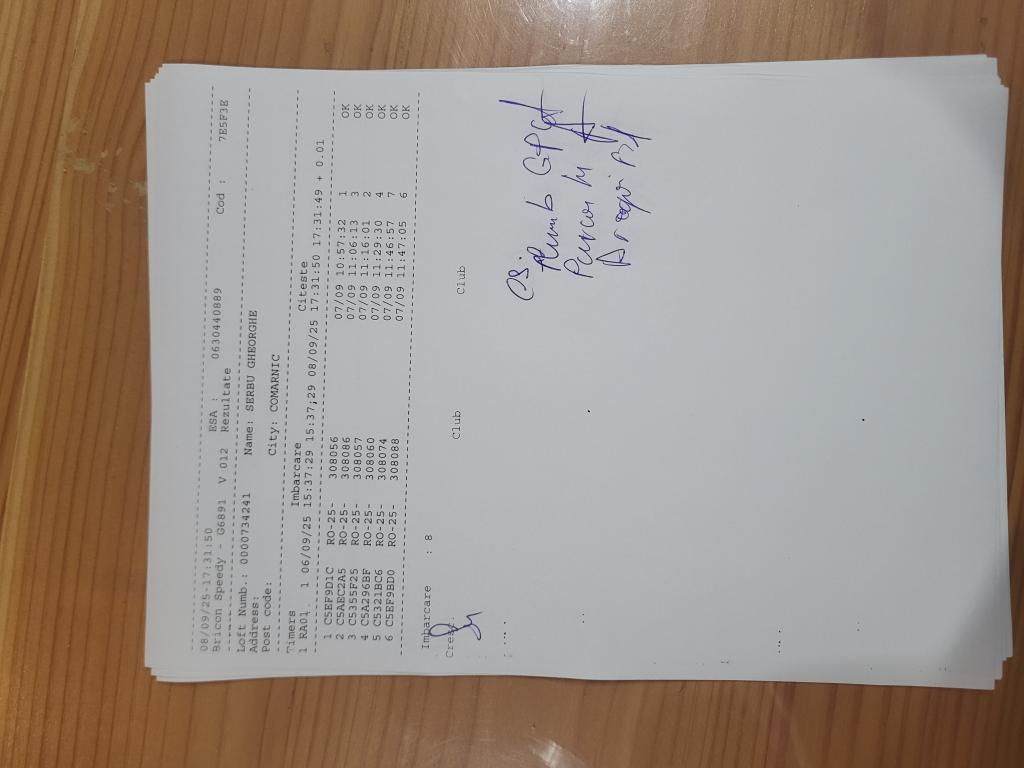 08/09/25-17:31:50
Bricon Speedy - G6891 V 012 ESA : 0630440889 Cod : 7E5F3E
Rezultate
Loft Numb.: 0000734241 Name: SERBU GHEORGHE
Address:
Post code: City: COMARNIC
Timers Imbarcare Citeste
1 RA01 1 06/09/25 15:37:29 15:37;29 08/09/25 17:31:50 17:31:49 + 0.01
1 C5EF9D1C RO-25- 308056 07/09 10:57:32 1 OK
2 C5AEC2A5 RO-25- 308086 07/09 11:06:13 3 OK
3 C5355F25 RO-25- 308057 07/09 11:16:01 2 OK
4 C5A296BF RO-25- 308060 07/09 11:29:30 4 OK
5 C5321BC6 RO-25- 308074 07/09 11:46:57 7 OK
6 C5EF9BD0 RO-25- 308088 07/09 11:47:05 6 OK
Imbarcare : 8
Club Club